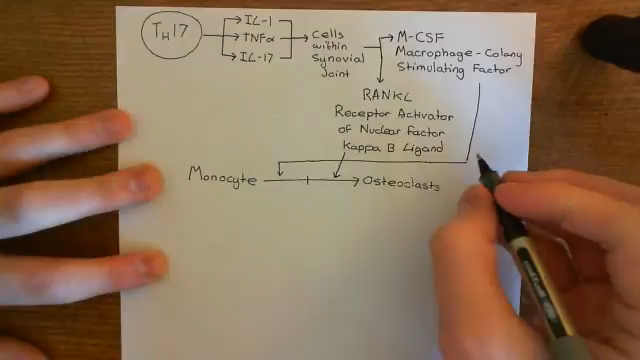 TH17
IL-1
TNFα
IL-17
Cells
within
Synovial
Joint
M-CSF
Macrophage-Colony
Stimulating Factor
RANKL
Receptor Activator
of Nuclear Factor
Kappa B Ligand
Monocyte
Osteoclasts